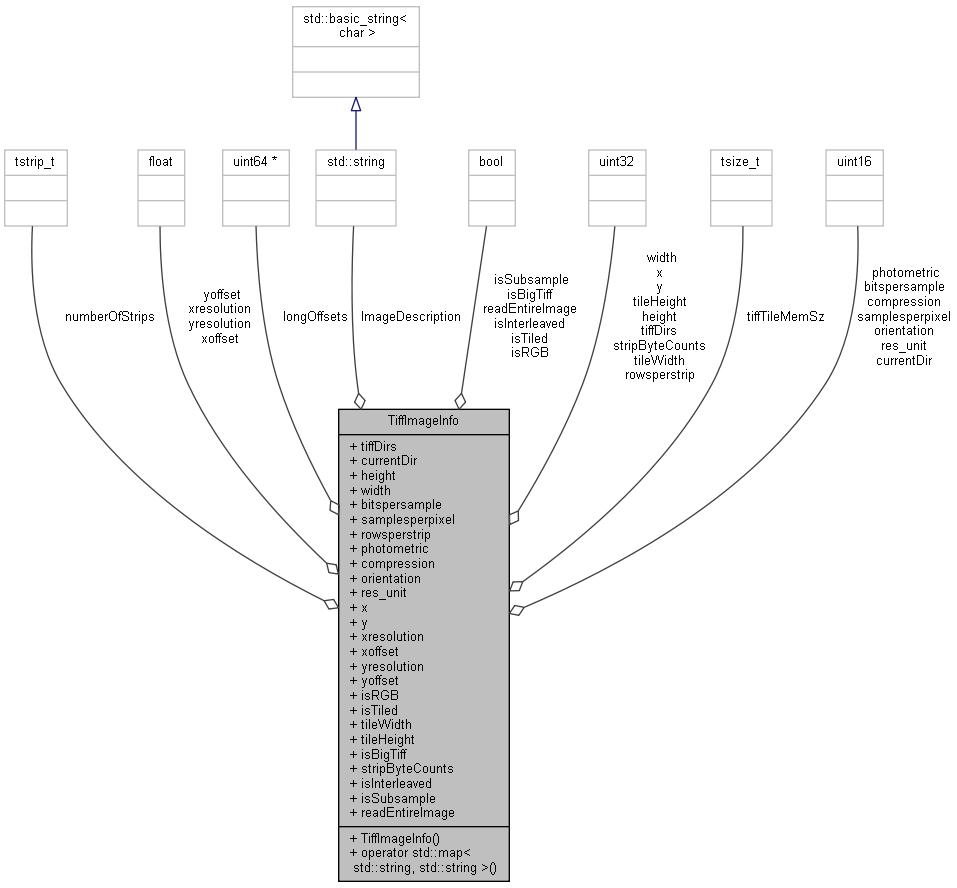 std::basic_string<
char >
tstrip_t
float
uint64 *
std::string
bool
uint32
tsize_t
uint16
numberOfStrips
yoffset
xresolution
yresolution
xoffset
longOffsets
ImageDescription
isSubsample
isBigTiff
readEntireImage
isInterleaved
isTiled
isRGB
width
x
y
tileHeight
height
tiffDirs
stripByteCounts
tileWidth
rowsperstrip
tiffTileMemSz
photometric
bitspersample
compression
samplesperpixel
orientation
res_unit
currentDir
TiffImageInfo
+ tiffDirs
+ currentDir
+ height
+ width
+ bitspersample
+ samplesperpixel
+ rowsperstrip
+ photometric
+ compression
+ orientation
+ res_unit
+ x
+ y
+ xresolution
+ xoffset
+ yresolution
+ yoffset
+ isRGB
+ isTiled
+ tileWidth
+ tileHeight
+ isBigTiff
+ stripByteCounts
+ isInterleaved
+ isSubsample
+ readEntireImage
+ TiffImageInfo()
+ operator std::map<
std::string, std::string >()